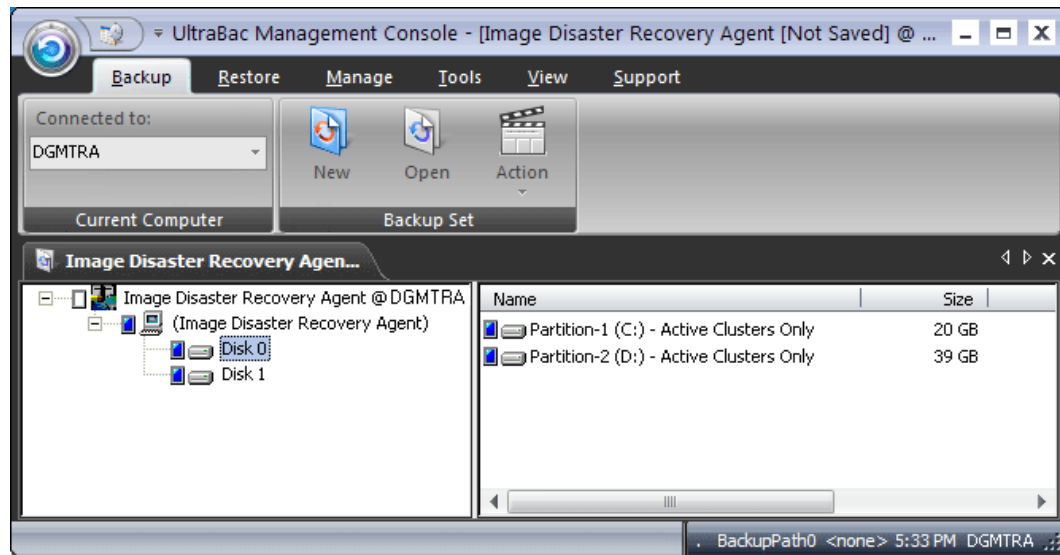 UltraBac Management Console - [Image Disaster Recovery Agent [Not Saved] @ ...
Backup Restore Manage Tools View Support
Connected to:
DGMTRA
New Open Action
Current Computer Backup Set
Image Disaster Recovery Agen...
Image Disaster Recovery Agent @ DGMTRA
(Image Disaster Recovery Agent)
Disk 0
Disk 1
Name Size
Partition-1 (C:) - Active Clusters Only 20 GB
Partition-2 (D:) - Active Clusters Only 39 GB
. BackupPath0 <none> 5:33 PM DGMTRA